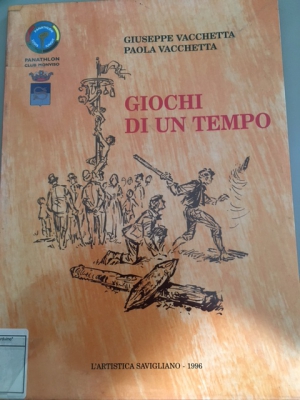 GIUSEPPE VACCHETTA
PAOLA VACCHETTA
PANATHLON
GIOCHI
DI UN TEMPO
L'ARTISTICA SAVIGLIANO - 1996